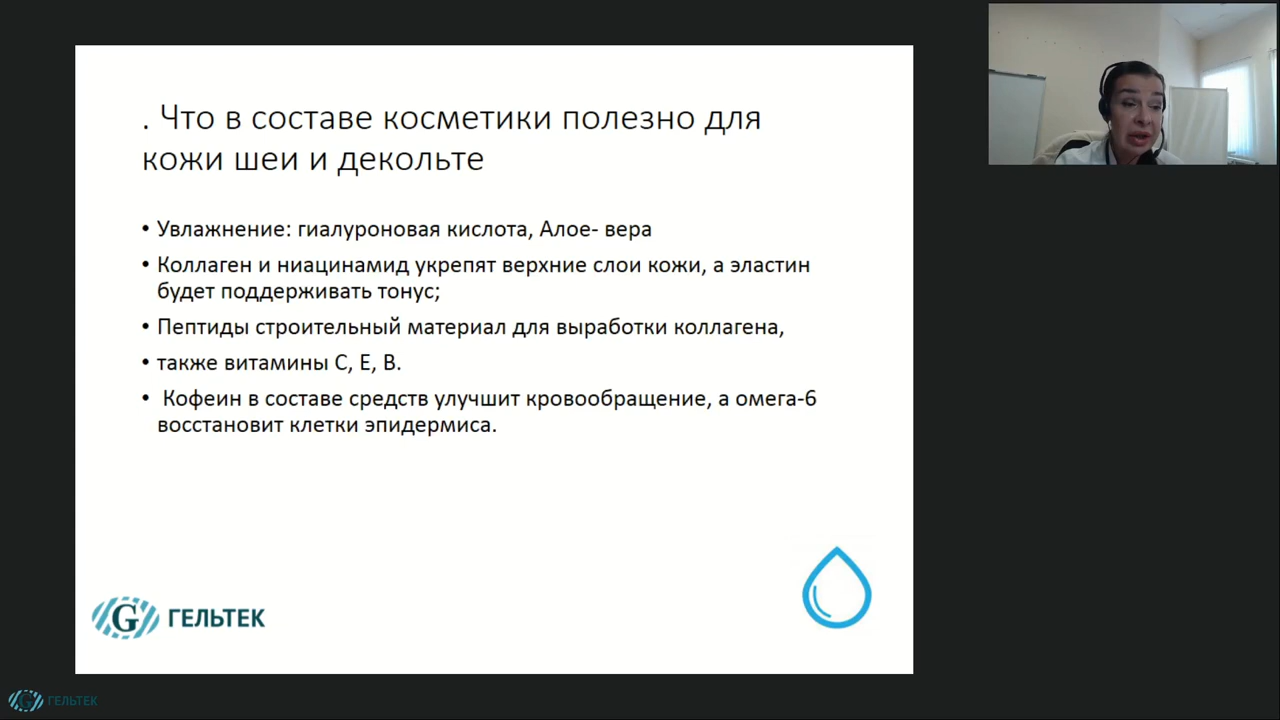 . Что в составе косметики полезно для
кожи шеи и декольте
• Увлажнение: гиалуроновая кислота, Алое- вера
• Коллаген и ниацинамид укрепят верхние слои кожи, а эластин
будет поддерживать тонус;
• Пептиды строительный материал для выработки коллагена,
• также витамины С, Е, В.
• Кофеин в составе средств улучшит кровообращение, а омега-6
восстановит клетки эпидермиса.
G ГЕЛЬТЕК
G ГЕЛЬТЕК